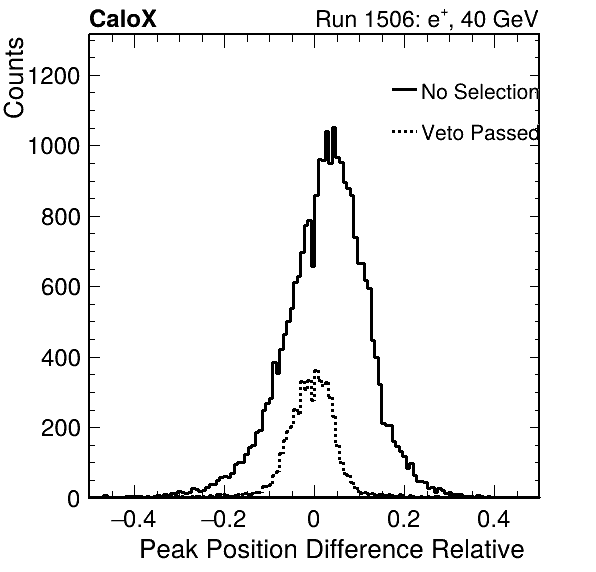 CaloX Run 1506: e+, 40 GeV
Counts
No Selection
Veto Passed
1200
1000
800
600
400
200
0
−0.4 −0.2 0 0.2 0.4
Peak Position Difference Relative